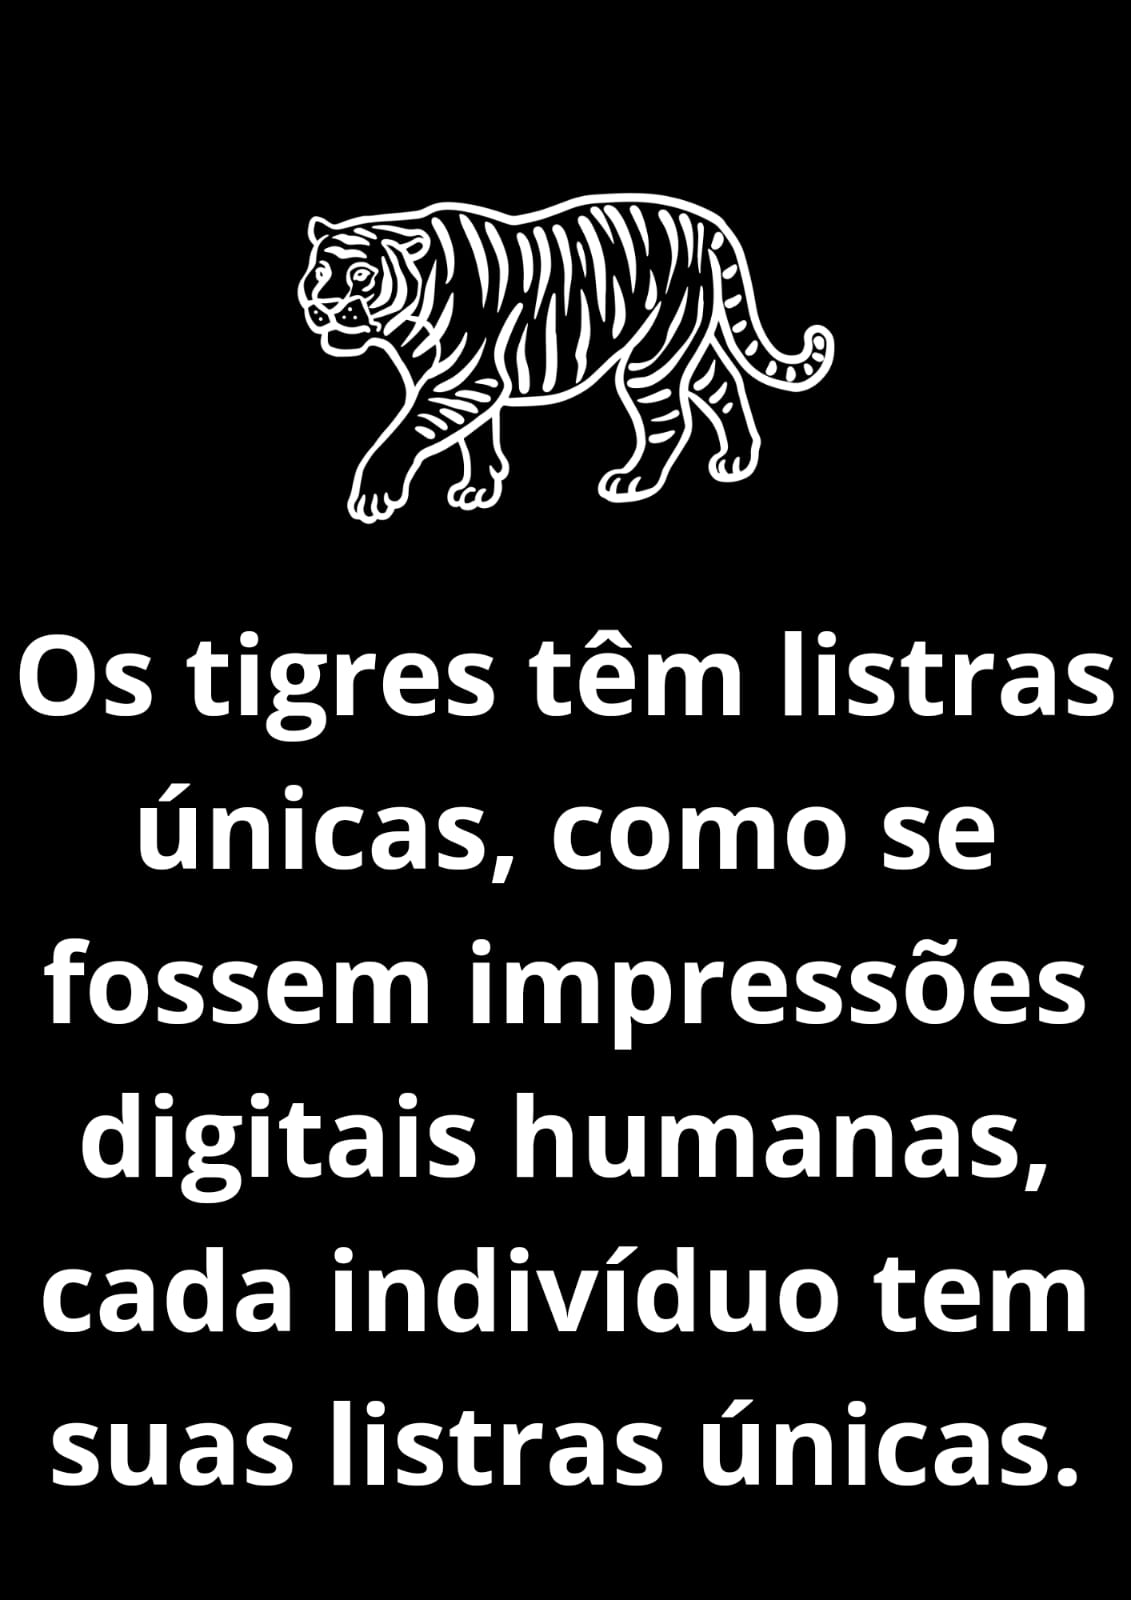 Os tigres têm listras
únicas, como se
fossem impressões
digitais humanas,
cada indivíduo tem
suas listras únicas.